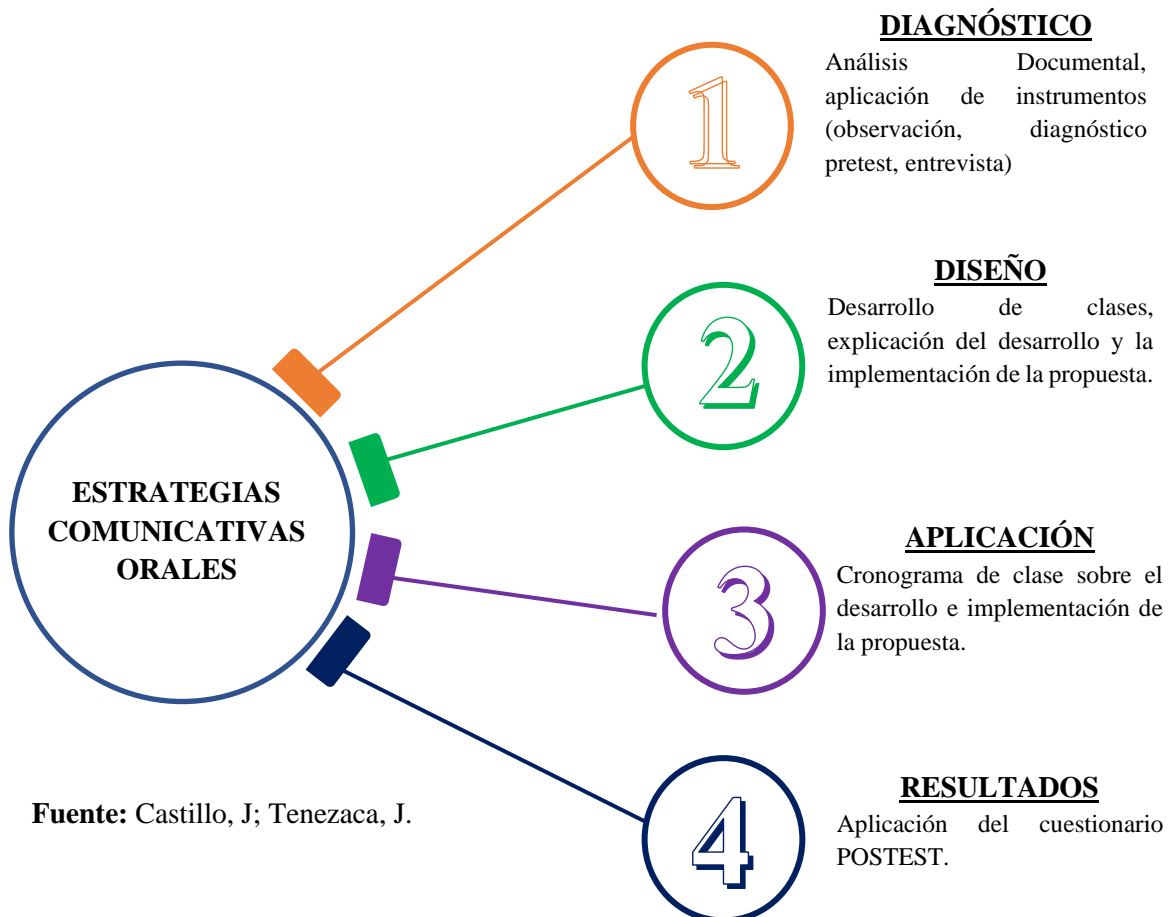 DIAGNÓSTICO
1
Análisis Documental,
aplicación de instrumentos
(observación, diagnóstico
pretest, entrevista)
DISEÑO
2
Desarrollo de clases,
explicación del desarrollo y la
implementación de la propuesta.
ESTRATEGIAS
COMUNICATIVAS
ORALES
APLICACIÓN
3
Cronograma de clase sobre el
desarrollo e implementación de
la propuesta.
RESULTADOS
4
Aplicación del cuestionario
POSTEST.
Fuente: Castillo, J; Tenezaca, J.